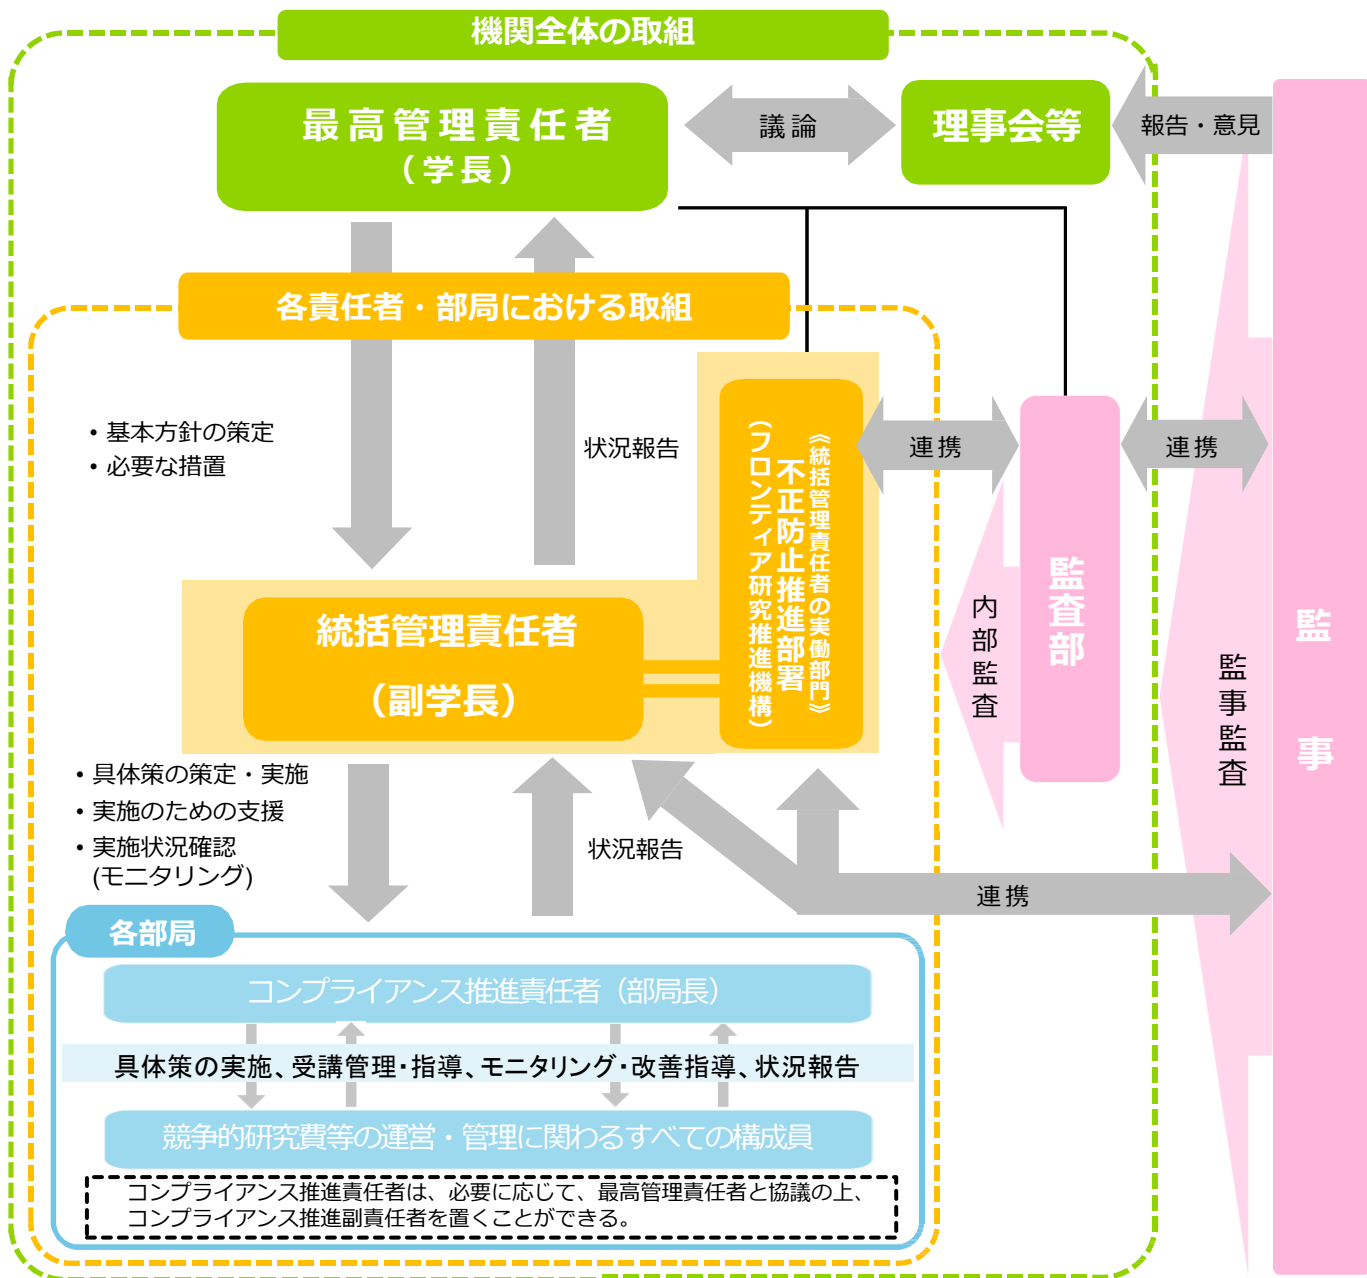 機関全体の取組
最高管理責任者
（学長）
議論
理事会等
報告・意見
各責任者・部局における取組
・基本方針の策定
・必要な措置
状況報告
《統括管理責任者の実働部門》
不正防止推進部署
（フロンティア研究推進機構）
連携
連携
監査部
内部監査
監事監査
監事
統括管理責任者
（副学長）
・具体策の策定・実施
・実施のための支援
・実施状況確認
(モニタリング)
状況報告
連携
各部局
コンプライアンス推進責任者（部局長）
具体策の実施、受講管理・指導、モニタリング・改善指導、状況報告
競争的研究費等の運営・管理に関わるすべての構成員
コンプライアンス推進責任者は、必要に応じて、最高管理責任者と協議の上、
コンプライアンス推進副責任者を置くことができる。